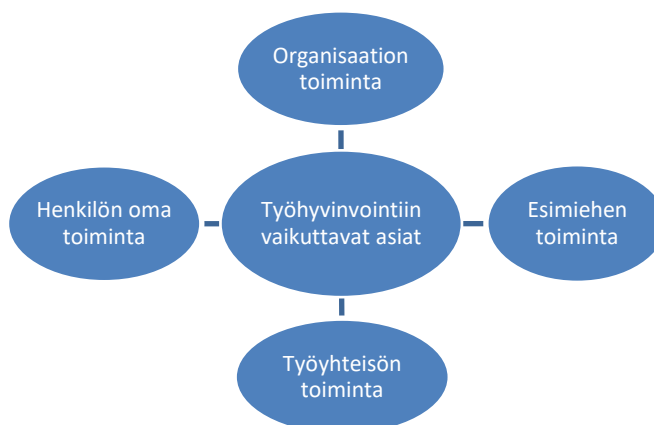 Organisaation
toiminta
Henkilön oma
toiminta
Työhyvinvointiin
vaikuttavat asiat
Esimiehen
toiminta
Työyhteisön
toiminta